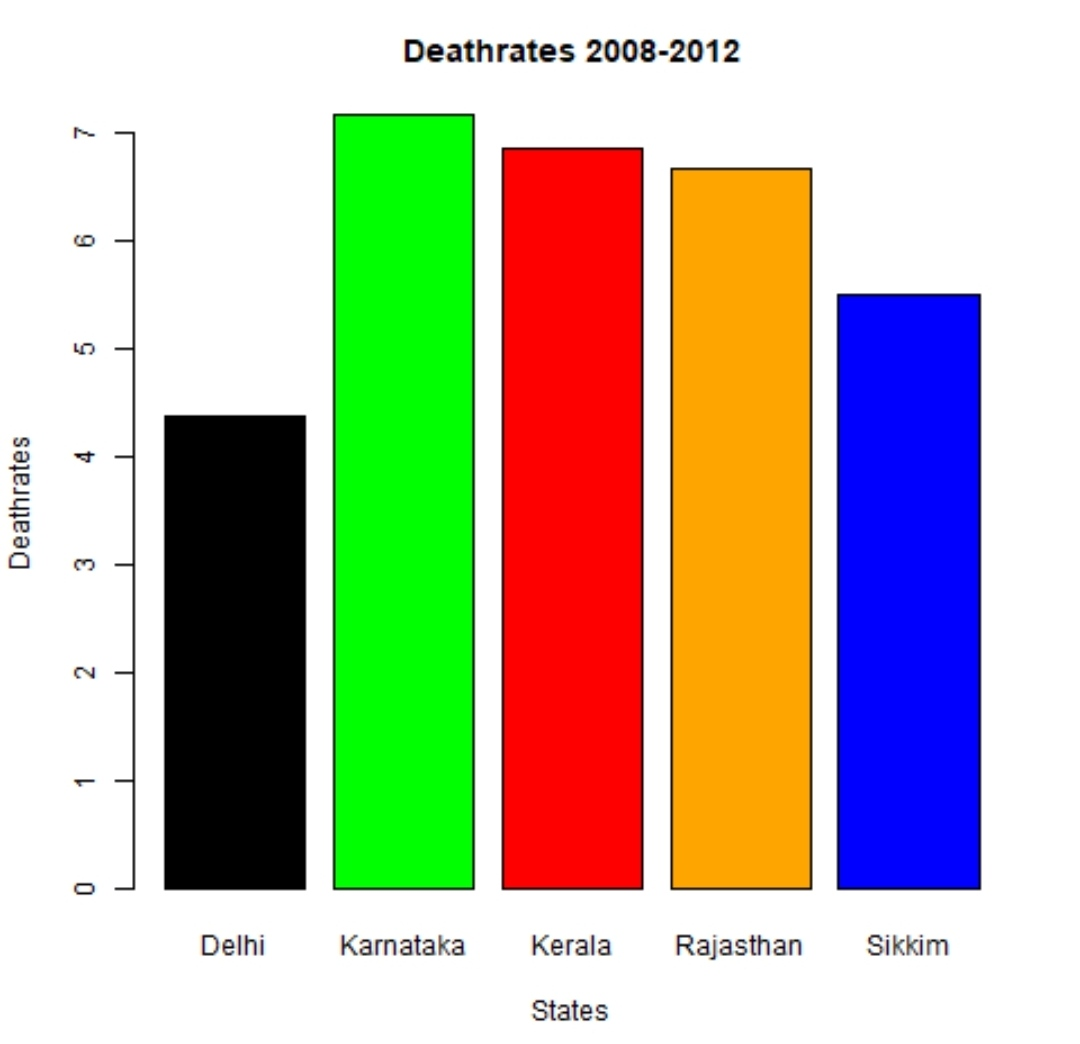 Deathrates 2008-2012
7
6
5
4
3
2
1
0
Deathrates
Delhi Karnataka Kerala Rajasthan Sikkim
States